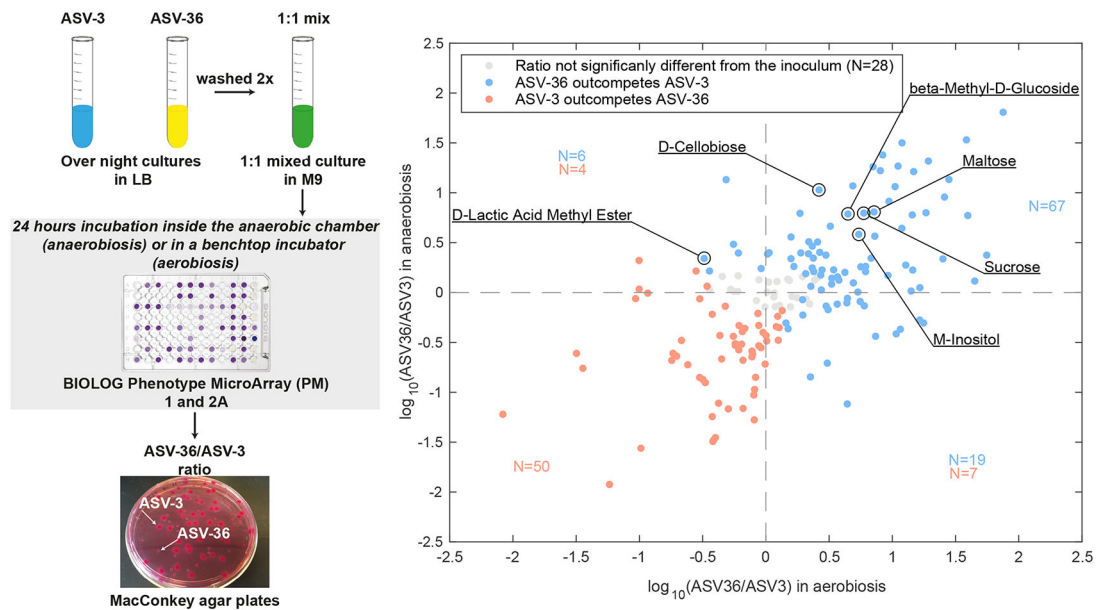 ASV-3 ASV-36 1:1 mix
washed 2x
Over night cultures
in LB
1:1 mixed culture
in M9
24 hours incubation inside the anaerobic chamber
(anaerobiosis) or in a benchtop incubator
(aerobiosis)
BIOLOG Phenotype MicroArray (PM)
1 and 2A
ASV-36/ASV-3
ratio
ASV-3
ASV-36
MacConkey agar plates
log10(ASV36/ASV3) in anaerobiosis
2.5
2
1.5
1
0.5
0
-0.5
-1
-1.5
-2
-2.5
Ratio not significanly different from the inoculum (N=28)
ASV-36 outcompetes ASV-3
ASV-3 outcompetes ASV-36
beta-Methyl-D-Glucoside
D-Cellobiose
Maltose
N=6
N=4
D-Lactic Acid Methyl Ester
N=67
Sucrose
M-Inositol
N=50
N=19
N=7
-2.5 -2 -1.5 -1 -0.5 0 0.5 1 1.5 2 2.5
log10(ASV36/ASV3) in aerobiosis